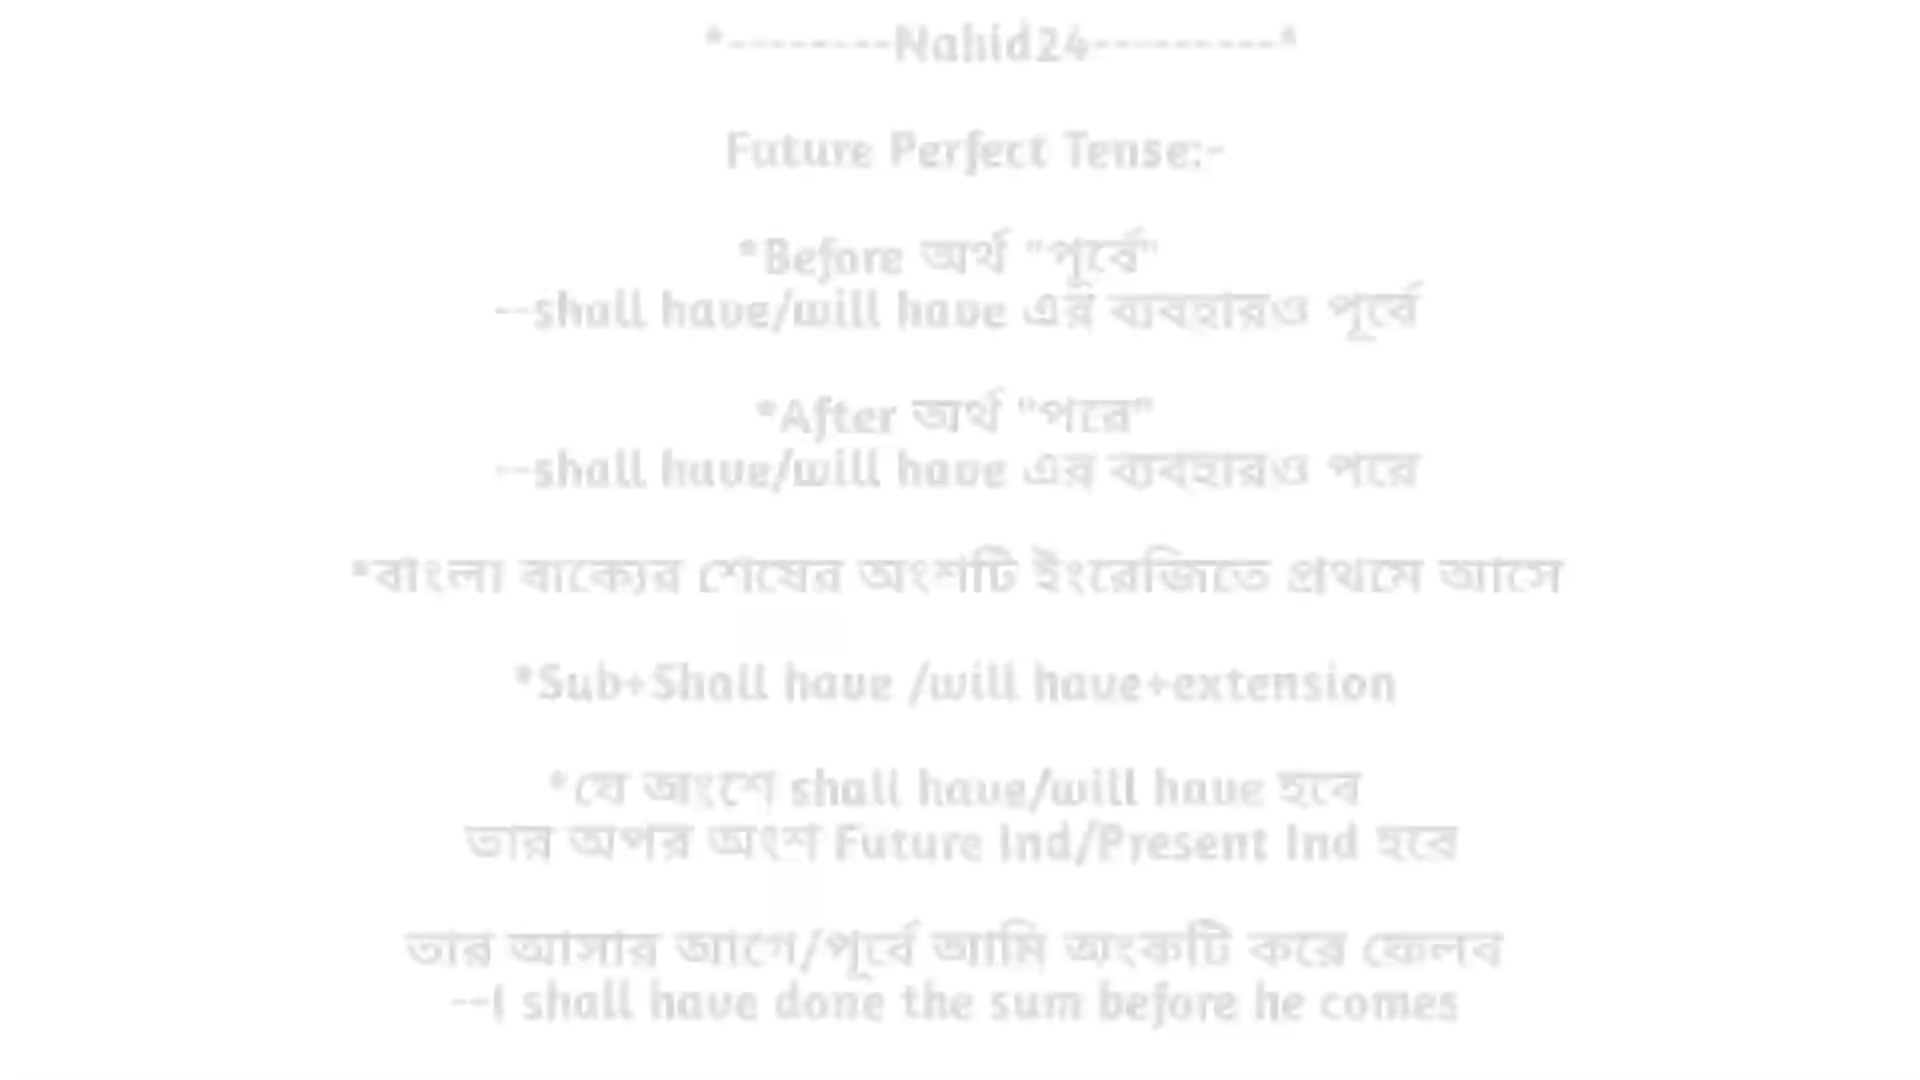 *--------Nahid24---------*
Future Perfect Tense:-
*Before অর্থ "পূর্বে"
--shall have/will have এর ব্যবহারও পূর্বে
*After অর্থ "পরে"
--shall have/will have এর ব্যবহারও পরে
*বাংলা বাক্যের শেষের অংশটি ইংরেজিতে প্রথমে আসে
*Sub+Shall have /will have+extension
*যে অংশে shall have/will have হবে
তার অপর অংশ Future Ind/Present Ind হবে
তার আসার আগে/পূর্বে আমি অংকটি করে ফেলব
--I shall have done the sum before he comes